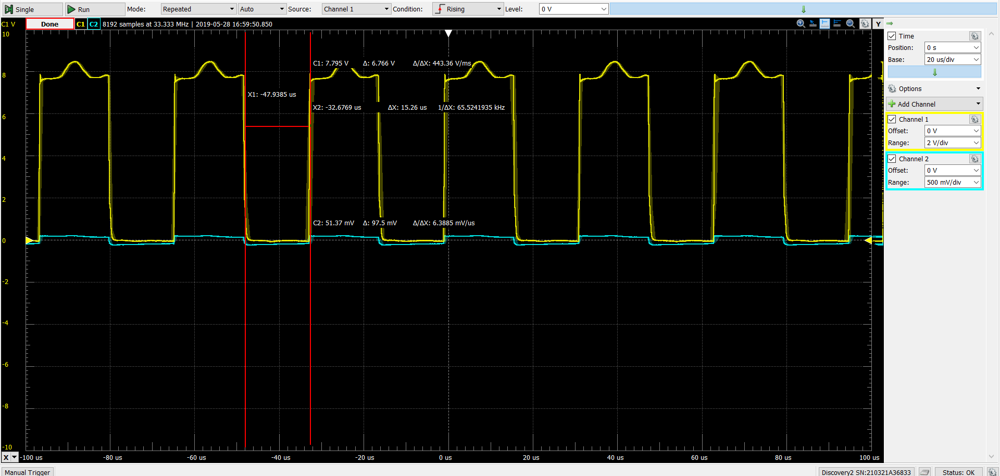 Single Run Mode: Repeated Auto Source: Channel 1 Condition: Rising Level: 0 V
C1 V Done C1 C2 8192 samples at 33.333 MHz | 2019-05-28 16:59:50.850 Y
10
8
6
4
2
0
-2
-4
-6
-8
-10
C1: 7.795 V Δ: 6.766 V Δ/ΔX: 443.36 V/ms
X1: -47.9385 us
X2: -32.6769 us ΔX: 15.26 us 1/ΔX: 65.5241935 kHz
C2: 51.37 mV Δ: 97.5 mV Δ/ΔX: 6.3885 mV/us
X -100 us -80 us -60 us -40 us -20 us 0 us 20 us 40 us 60 us 80 us 100 us
Time
Position: 0 s
Base: 20 us/div
Options
Add Channel
Channel 1
Offset: 0 V
Range: 2 V/div
Channel 2
Offset: 0 V
Range: 500 mV/div
Manual Trigger Discovery2 SN:210321A36833 Status: OK